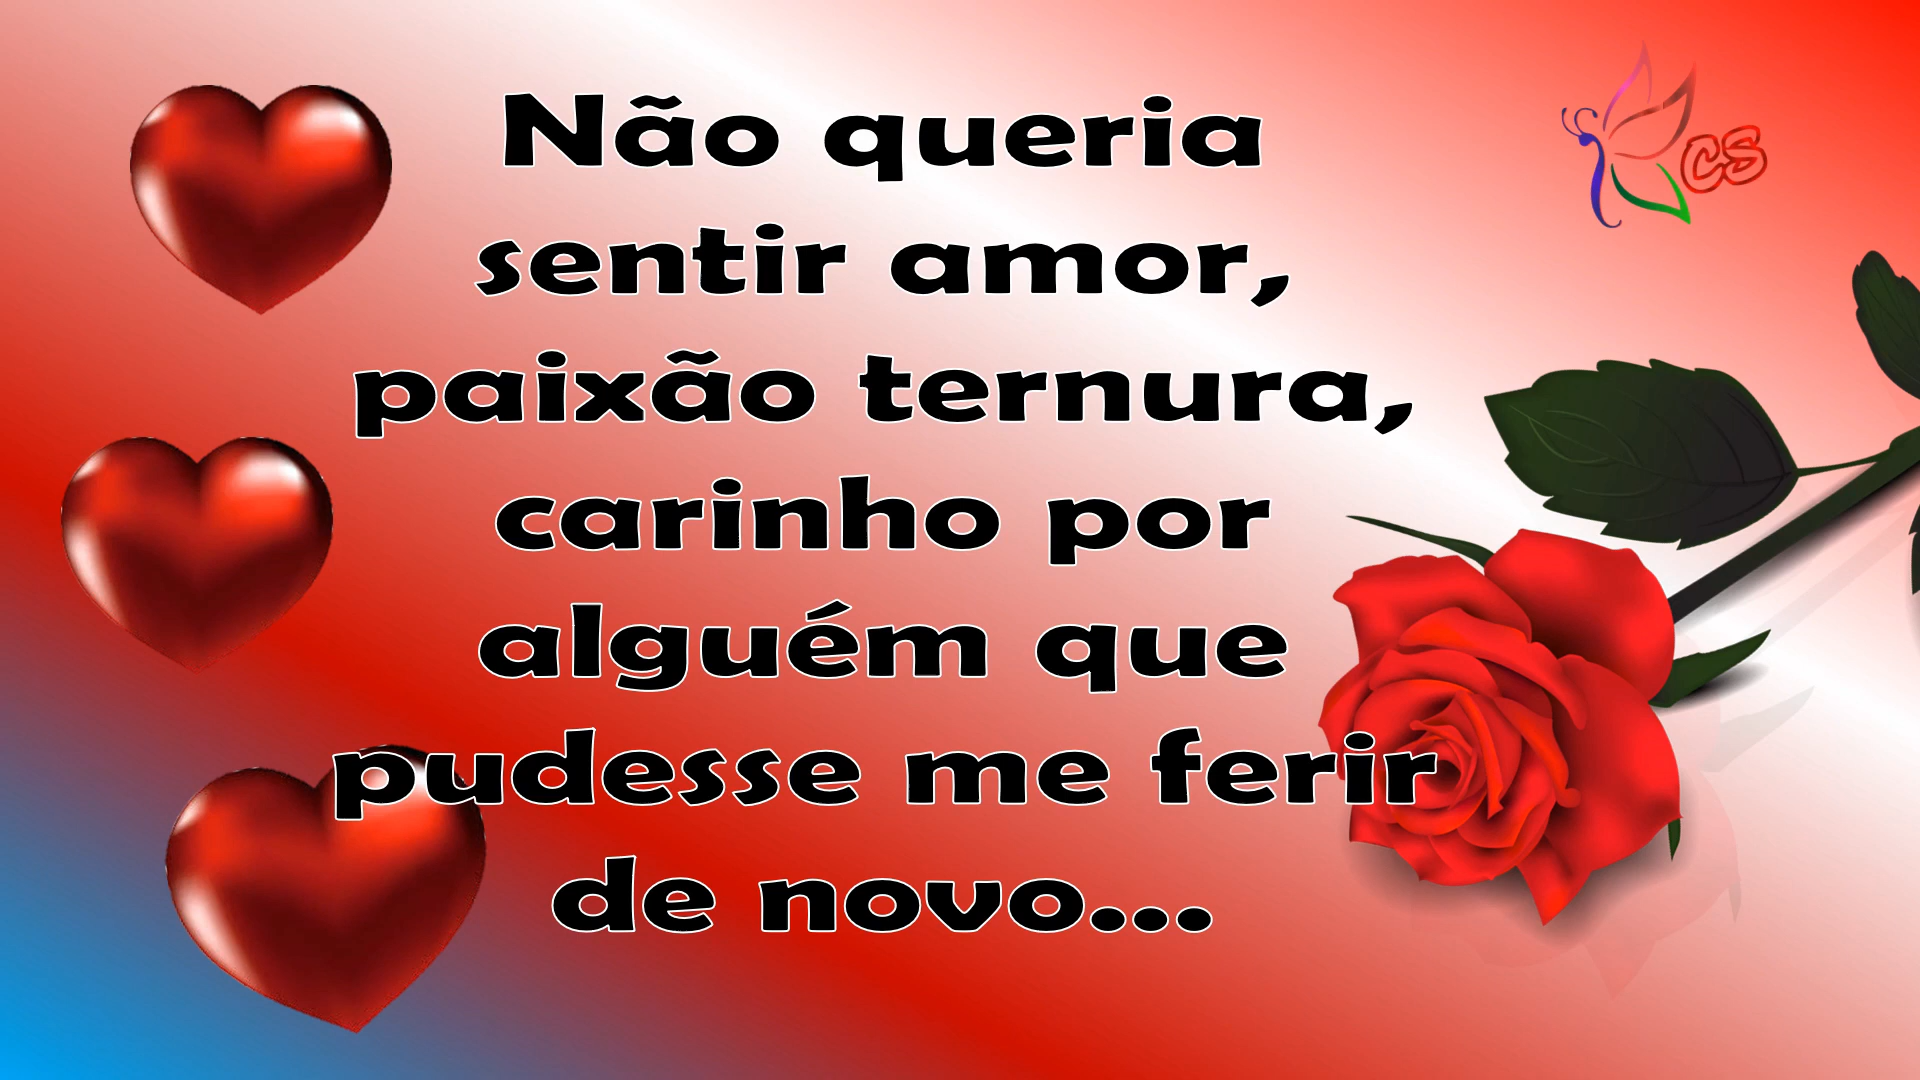 Não queria
sentir amor,
paixão ternura,
carinho por
alguém que
pudesse me ferir
de novo...
CS